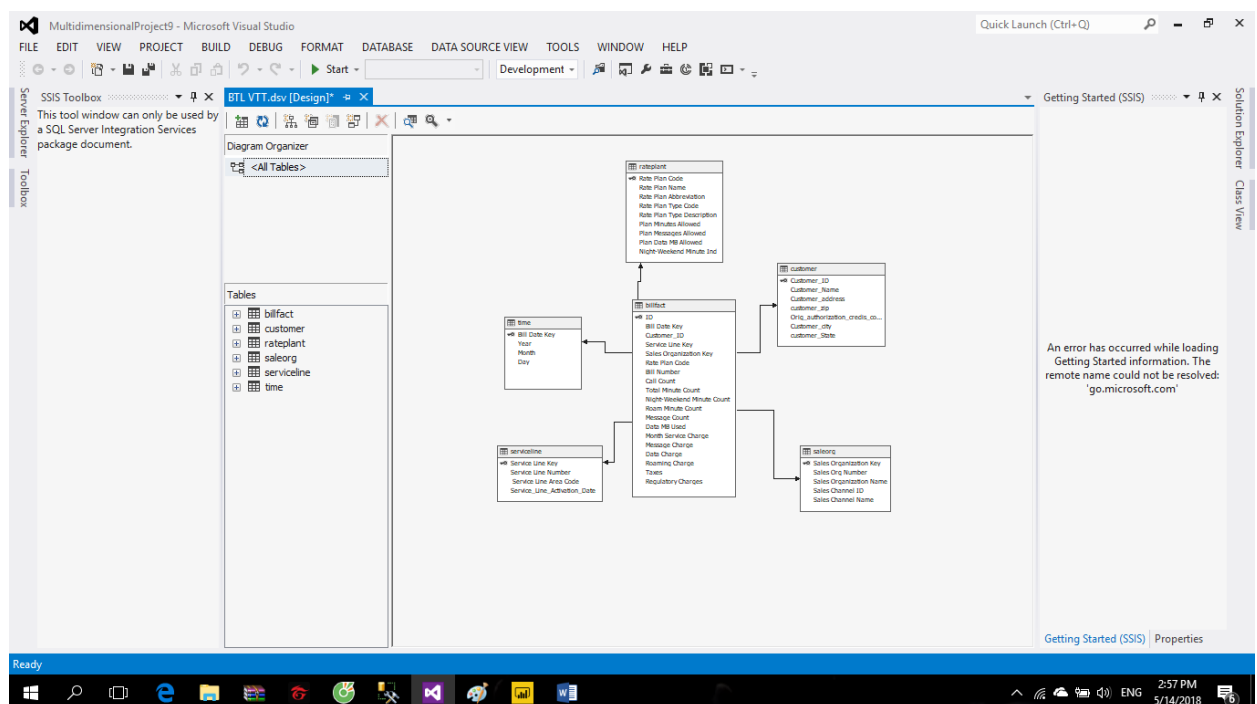 MultidimensionalProject9 - Microsoft Visual Studio
Quick Launch (Ctrl+Q)
FILE EDIT VIEW PROJECT BUILD DEBUG FORMAT DATABASE DATA SOURCE VIEW TOOLS WINDOW HELP
Start
Development
Server Explorer
Toolbox
SSIS Toolbox
This tool window can only be used by
a SQL Server Integration Services
package document.
BTL VTT.dsv [Design]*
Diagram Organizer
<All Tables>
Tables
billfact
customer
rateplant
saleorg
serviceline
time
rateplant
Rate Plan Code
Rate Plan Name
Rate Plan Abbreviation
Rate Plan Type Code
Rate Plan Type Description
Plan Minutes Allowed
Plan Messages Allowed
Plan Data MB Allowed
Night-Weekend Minute Ind
customer
Customer_ID
Customer_Name
Customer_address
customer_zip
Orig_authorization_credis_co...
Customer_city
customer_State
billfact
ID
Bill Date Key
Customer_ID
Service Line Key
Sales Organization Key
Rate Plan Code
Bill Number
Call Count
Total Minute Count
Night-Weekend Minute Count
Roam Minute Count
Message Count
Data MB Used
Month Service Charge
Message Charge
Data Charge
Roaming Charge
Taxes
Regulatory Charges
time
Bill Date Key
Year
Month
Day
serviceline
Service Line Key
Service Line Number
Service Line Area Code
Service_Line_Activation_Date
saleorg
Sales Organization Key
Sales Org Number
Sales Organization Name
Sales Channel ID
Sales Channel Name
Getting Started (SSIS)
An error has occurred while loading
Getting Started information. The
remote name could not be resolved:
'go.microsoft.com'
Getting Started (SSIS) Properties
Solution Explorer
Class View
Ready
ENG
2:57 PM
5/14/2018
6